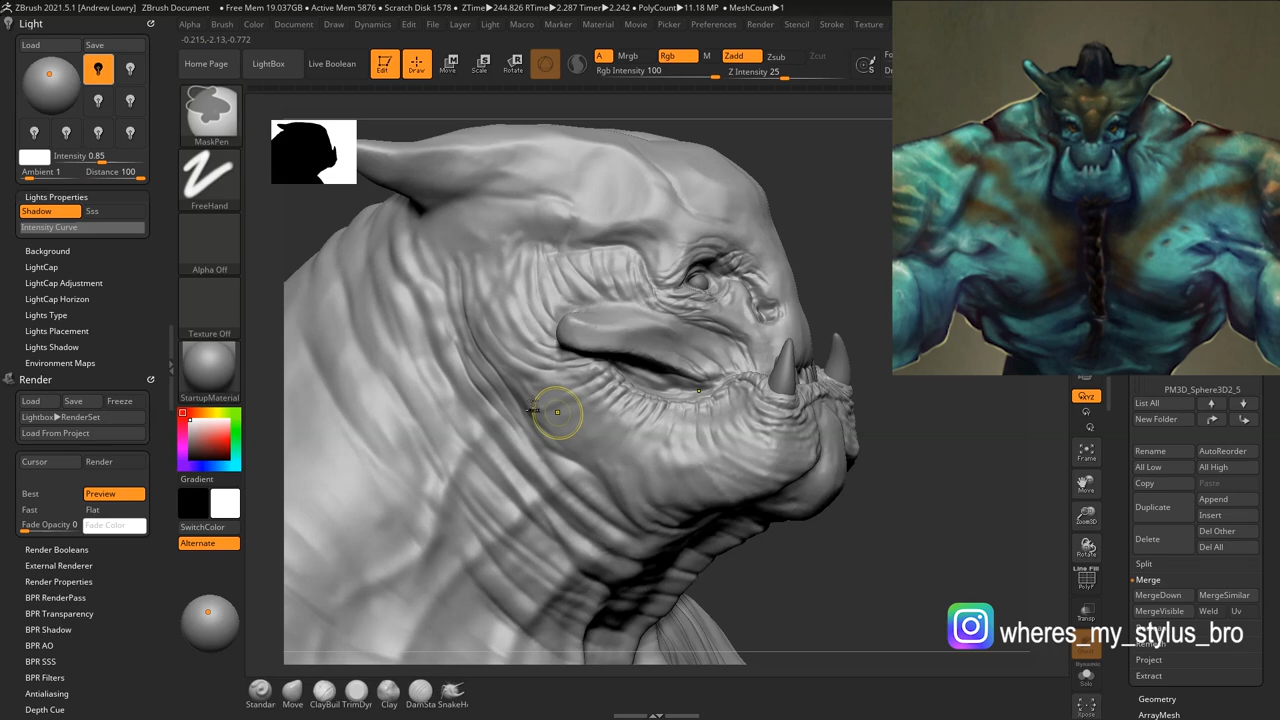 ZBrush 2021.5.1 [Andrew Lowry] ZBrush Document • Free Mem 19.037GB • Active Mem 5876 • Scratch Disk 1578 • ZTime▶244.826 RTime▶2.287 Timer▶2.242 • PolyCount▶11.18 MP • MeshCount▶1
Light
Alpha Brush Color Document Draw Dynamics Edit File Layer Light Macro Marker Material Movie Picker Preferences Render Stencil Stroke Texture
-0.215,-2.13,-0.772
Load Save
Home Page LightBox Live Boolean
Edit Draw Move Scale Rotate
A Mrgb Rgb M Zadd Zsub Zcut
Rgb Intensity 100 Z Intensity 25
MaskPen
Intensity 0.85
Ambient 1 Distance 100
Lights Properties
Shadow Sss
Intensity Curve
FreeHand
Background
LightCap
LightCap Adjustment
LightCap Horizon
Lights Type
Lights Placement
Lights Shadow
Environment Maps
Alpha Off
Texture Off
StartupMaterial
Render
Load Save Freeze
Lightbox▶RenderSet
Load From Project
Cursor Render
Best Preview
Fast Flat
Fade Opacity 0 Fade Color
Render Booleans
External Renderer
Render Properties
BPR RenderPass
BPR Transparency
BPR Shadow
BPR AO
BPR SSS
BPR Filters
Antialiasing
Depth Cue
Gradient
SwitchColor
Alternate
Standar Move ClayBuil TrimDyr Clay DamSta SnakeH
XYZ
Frame
Move
Zoom3D
Rotate
Line Fill
PolyF
Transp
Dynamic
Solo
Xpose
PM3D_Sphere3D2_5
List All
New Folder
Rename AutoReorder
All Low All High
Copy Paste
Duplicate Append
Insert
Delete Del Other
Del All
Split
Merge
MergeDown MergeSimilar
MergeVisible Weld Uv
Project
Extract
Geometry
ArrayMesh
wheres_my_stylus_bro